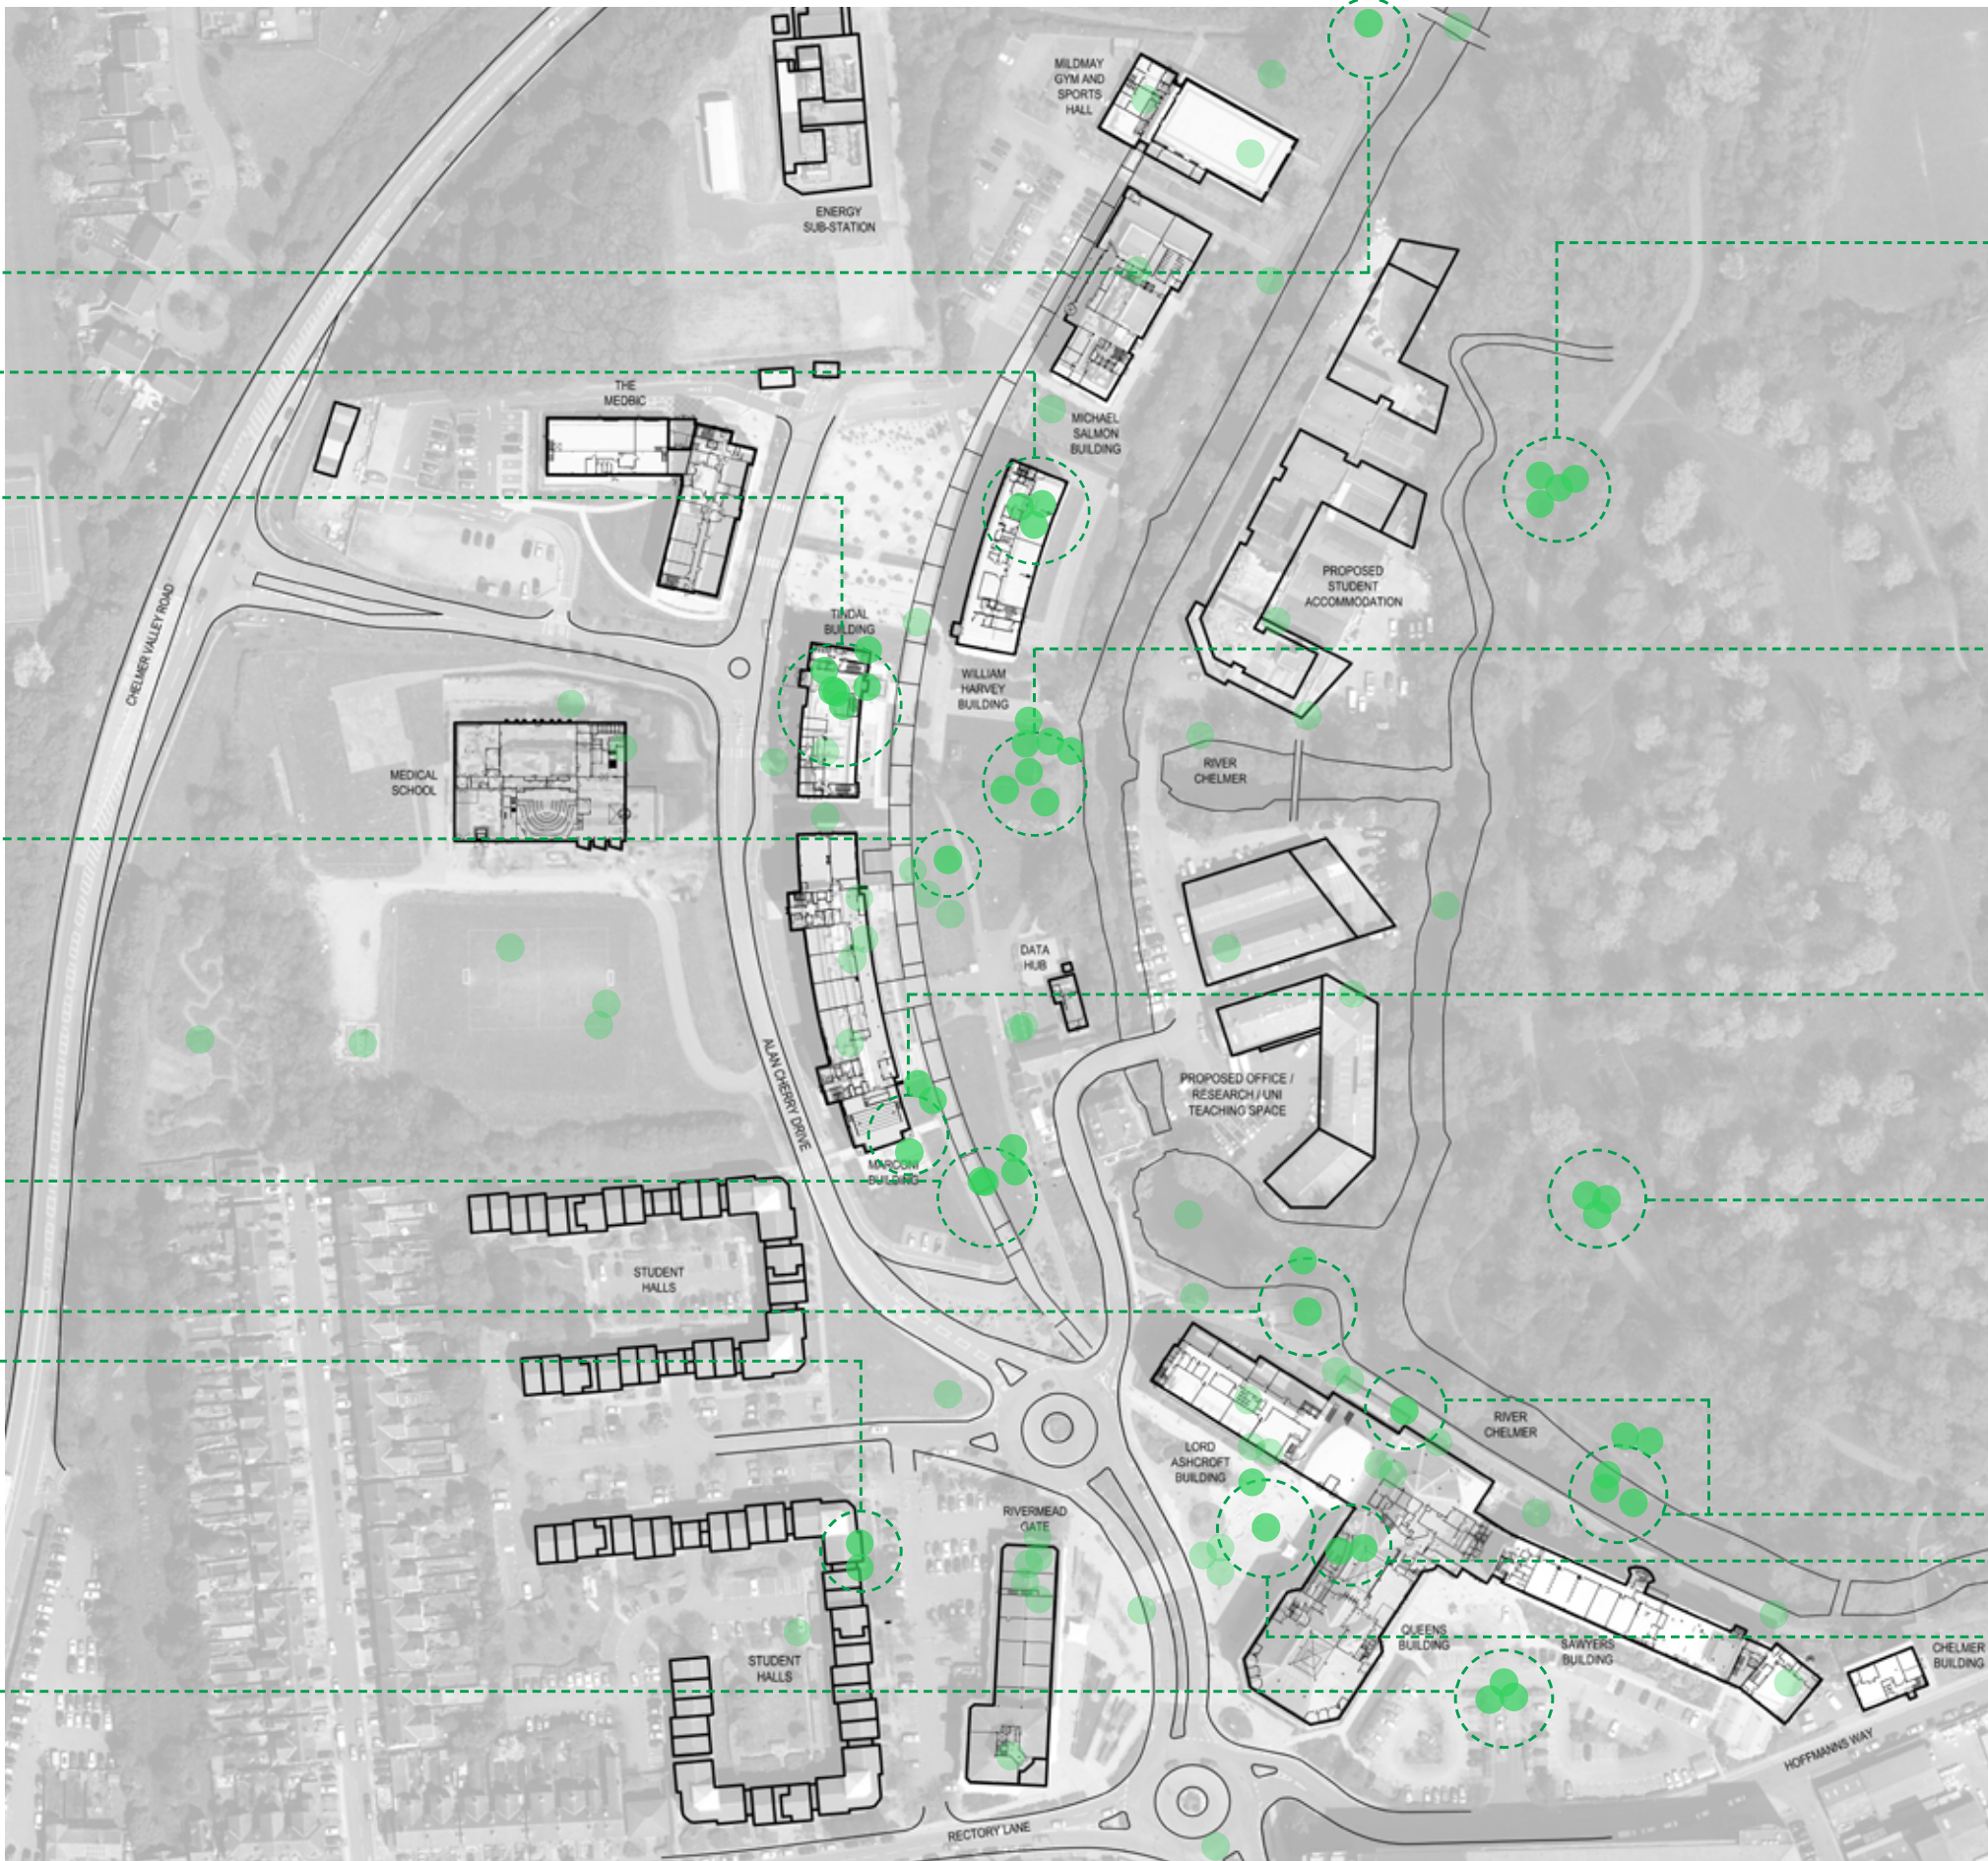 MILDMAY
GYM AND
SPORTS
HALL
ENERGY
SUB-STATION
THE
MEDBIC
MICHAEL
SALMON
BUILDING
PROPOSED
STUDENT
ACCOMMODATION
CHELMER VALLEY ROAD
TINDAL
BUILDING
WILLIAM
HARVEY
BUILDING
RIVER
CHELMER
MEDICAL
SCHOOL
DATA
HUB
ALAN CHERRY DRIVE
PROPOSED OFFICE /
RESEARCH / UNI
TEACHING SPACE
MARCONI
BUILDING
STUDENT
HALLS
RIVER
CHELMER
LORD
ASHCROFT
BUILDING
RIVERMEAD
GATE
QUEENS
BUILDING
SAWYERS
BUILDING
CHELMER
BUILDING
STUDENT
HALLS
HOFFMANNS WAY
RECTORY LANE